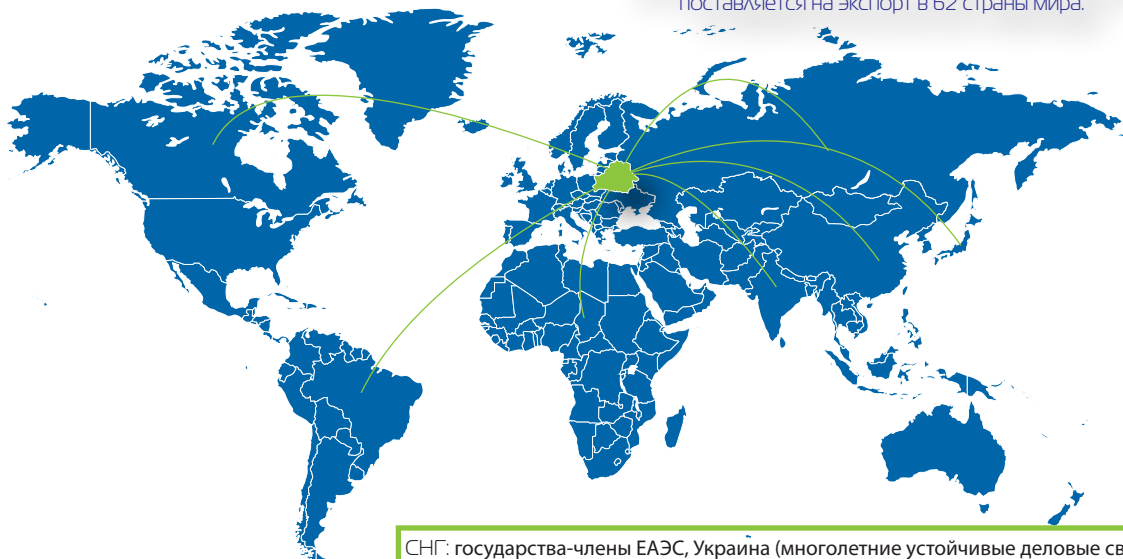 поставляется на экспорт в 62 страны мира.
СНГ: государства-члены ЕАЭС, Украина (многолетние устойчивые деловые св